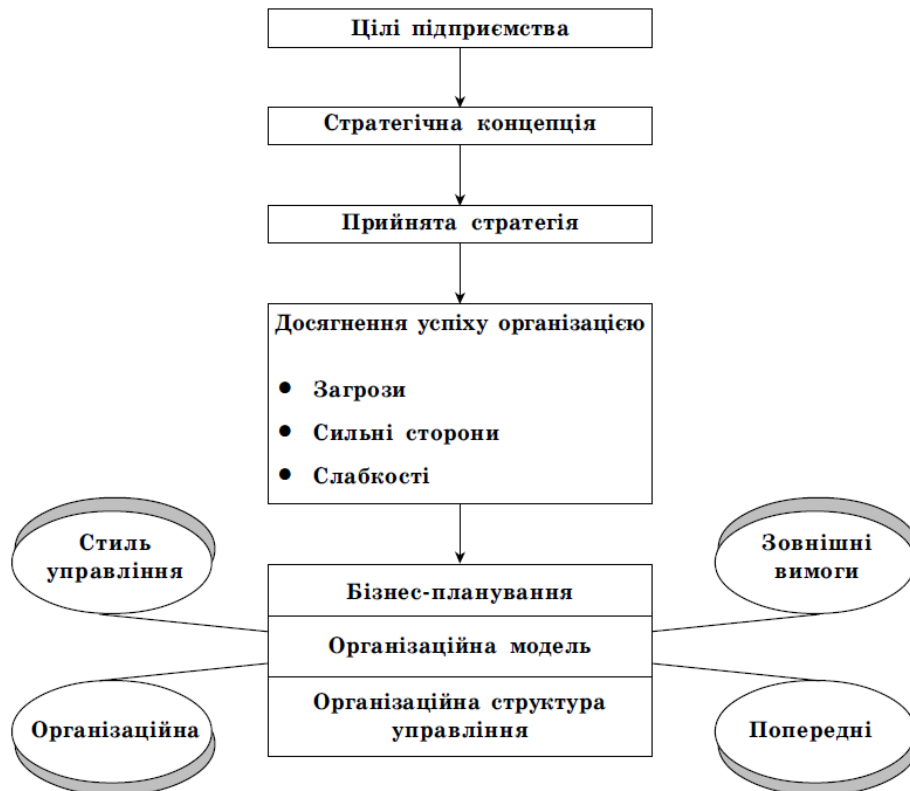 Цілі підприємства
Стратегічна концепція
Прийнята стратегія
Досягнення успіху організацією
● Загрози
● Сильні сторони
● Слабкості
Стиль
управління
Зовнішні
вимоги
Бізнес-планування
Організаційна модель
Організаційна структура
управління
Організаційна
Попередні